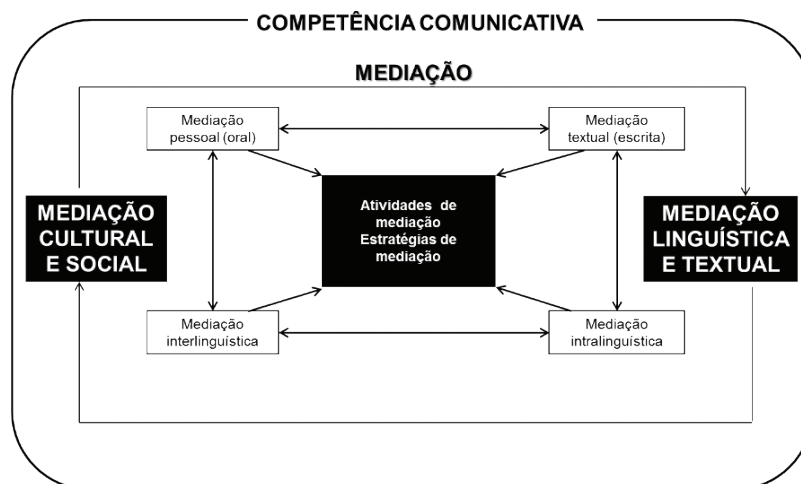 COMPETÊNCIA COMUNICATIVA
MEDIAÇÃO
Mediação
pessoal (oral)
Mediação
textual (escrita)
MEDIAÇÃO
CULTURAL
E SOCIAL
Atividades de
mediação
Estratégias de
mediação
MEDIAÇÃO
LINGUÍSTICA
E TEXTUAL
Mediação
interlinguística
Mediação
intralinguística